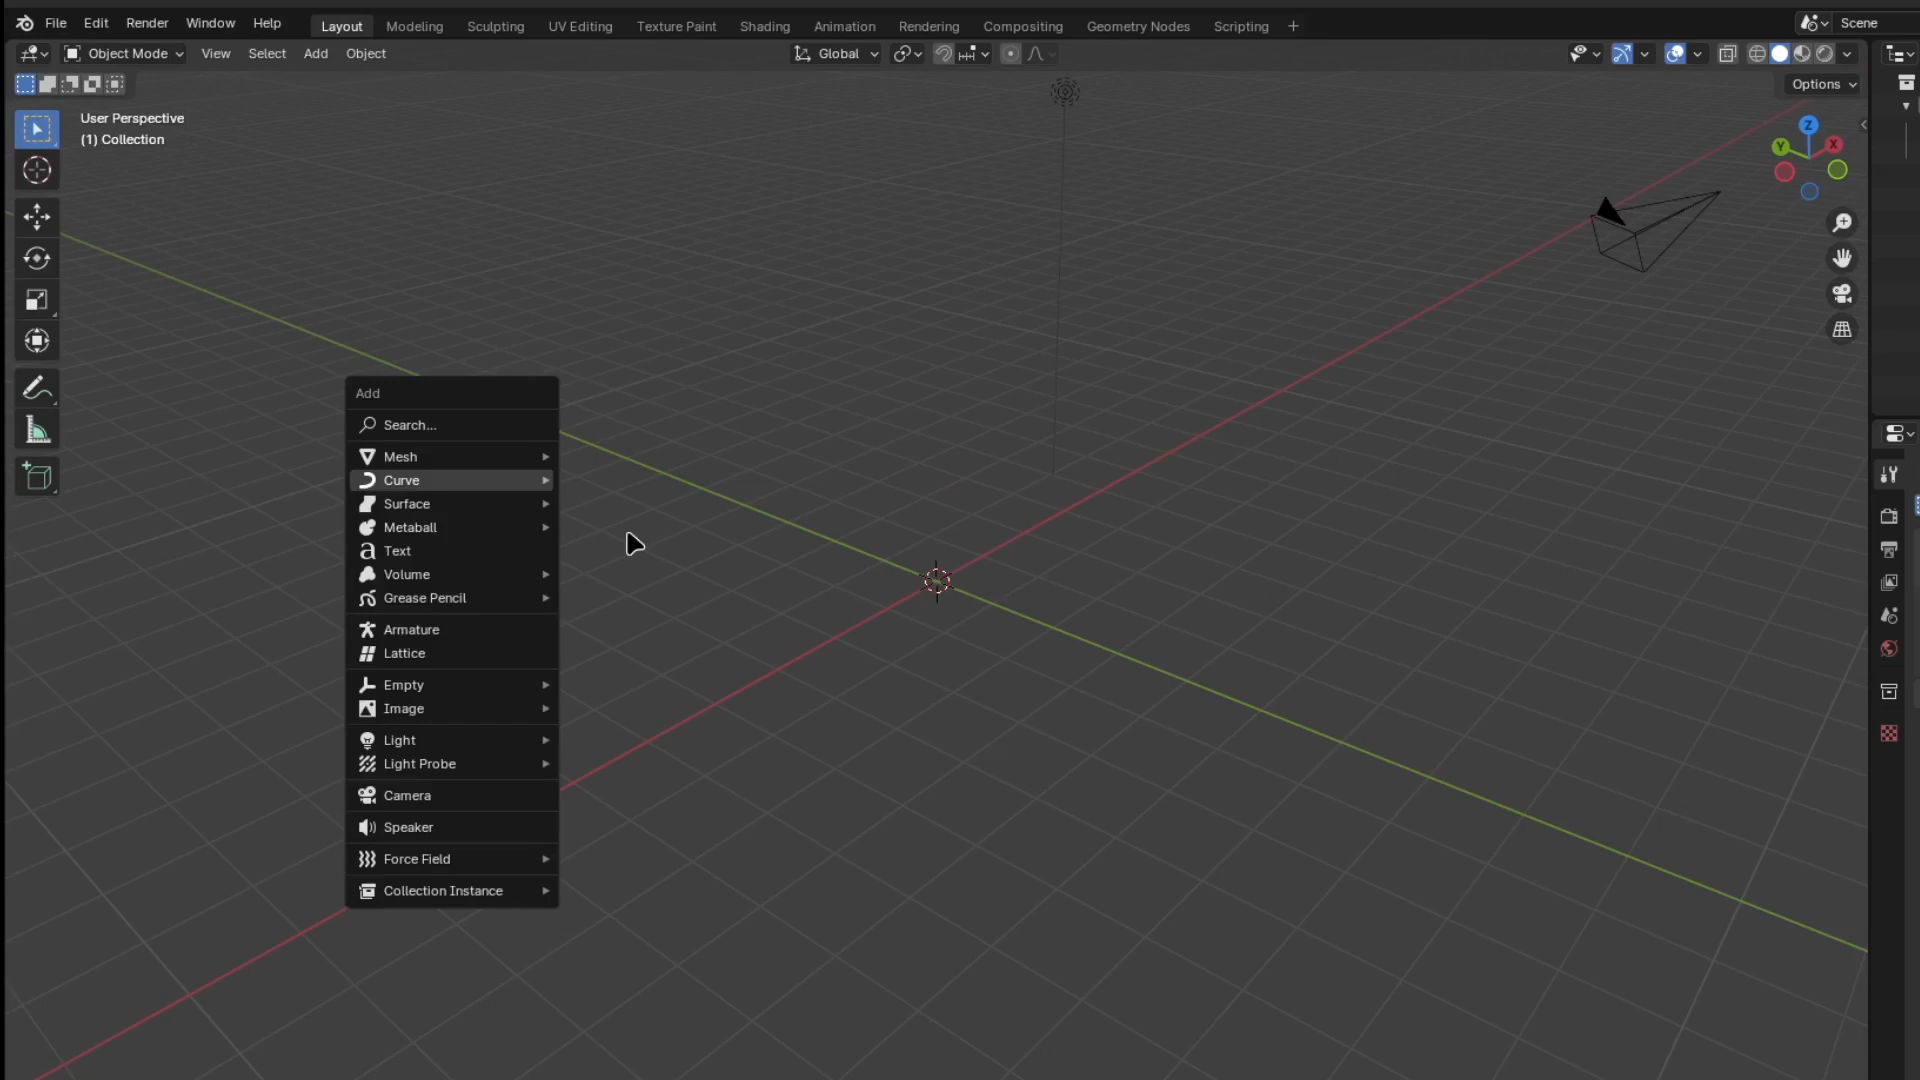 File Edit Render Window Help Layout Modeling Sculpting UV Editing Texture Paint Shading Animation Rendering Compositing Geometry Nodes Scripting + Scene
Object Mode View Select Add Object Global
Options
User Perspective
(1) Collection
Z
Y X
Add
Search...
Mesh
Curve
Surface
Metaball
Text
Volume
Grease Pencil
Armature
Lattice
Empty
Image
Light
Light Probe
Camera
Speaker
Force Field
Collection Instance